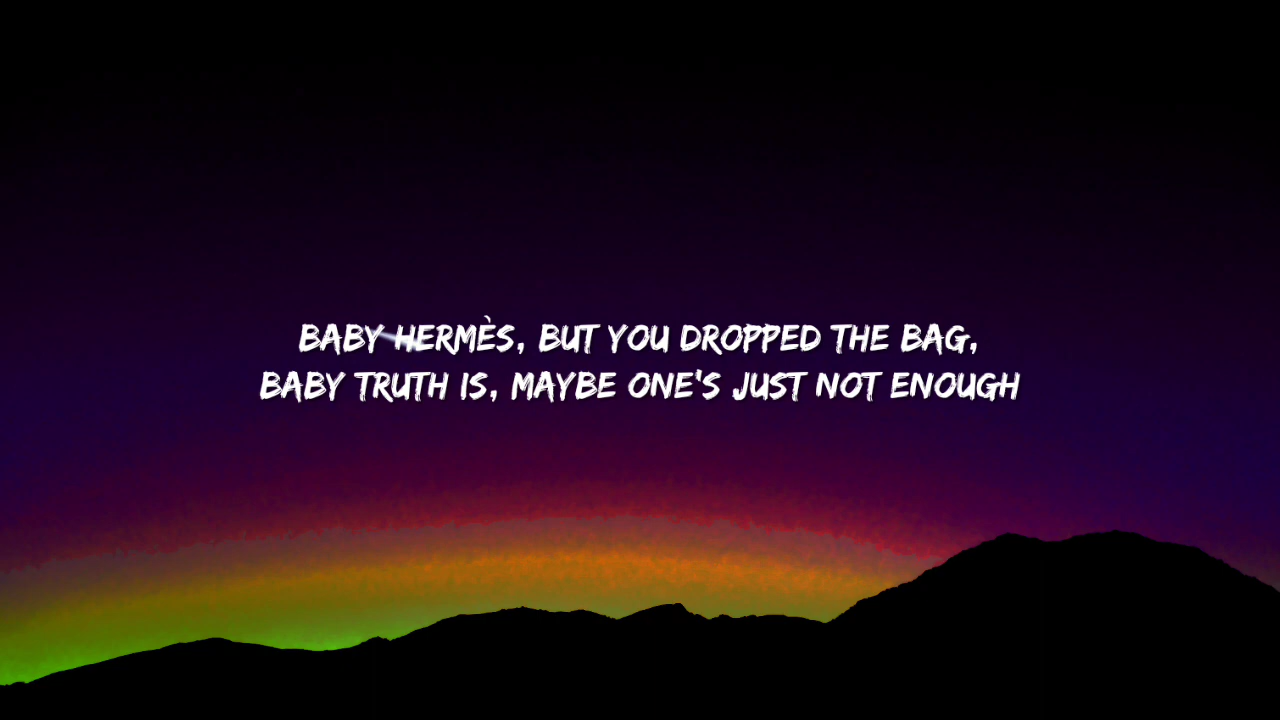 BABY HERMÈS, BUT YOU DROPPED THE BAG,
BABY TRUTH IS, MAYBE ONE'S JUST NOT ENOUGH